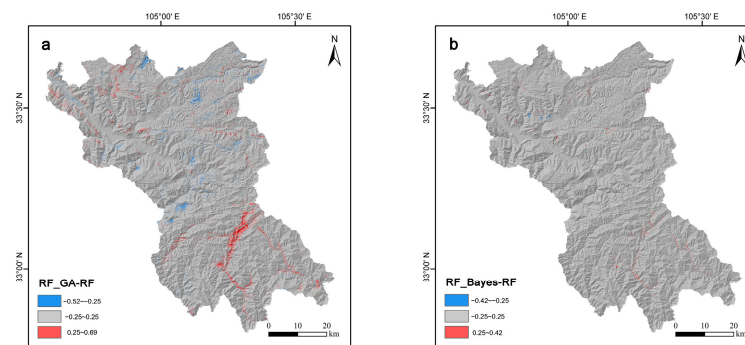 105°00' E
105°30' E
a
N
33°30' N
33°00' N
RF_GA-RF
-0.52--0.25
-0.25-0.25
0.25-0.69
0 10 20
km
105°00' E
105°30' E
b
N
33°30' N
33°00' N
RF_Bayes-RF
-0.42--0.25
-0.25-0.25
0.25-0.42
0 10 20
km